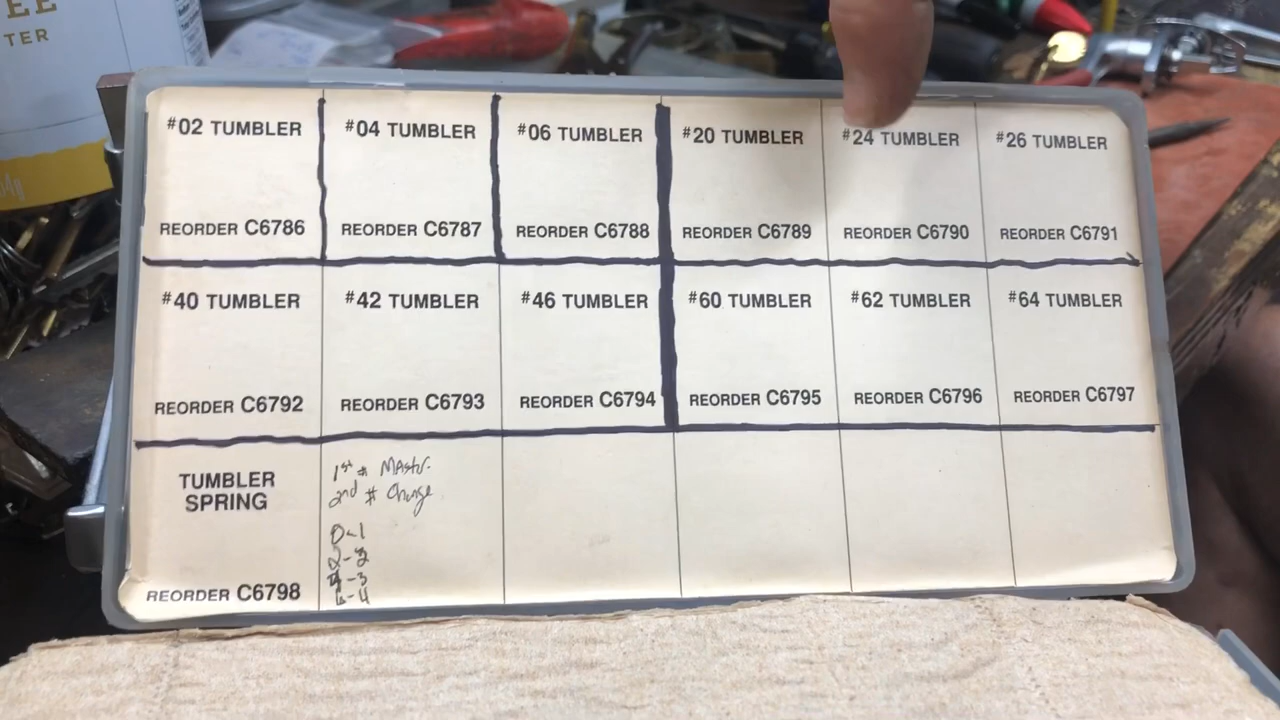 EE
TER
#02 TUMBLER
REORDER C6786
#04 TUMBLER
REORDER C6787
#06 TUMBLER
REORDER C6788
#20 TUMBLER
REORDER C6789
#24 TUMBLER
REORDER C6790
#26 TUMBLER
REORDER C6791
#40 TUMBLER
REORDER C6792
#42 TUMBLER
REORDER C6793
#46 TUMBLER
REORDER C6794
#60 TUMBLER
REORDER C6795
#62 TUMBLER
REORDER C6796
#64 TUMBLER
REORDER C6797
TUMBLER
SPRING
REORDER C6798
1st # Mastr.
2nd # Change
0-1
2-2
4-3
6-4